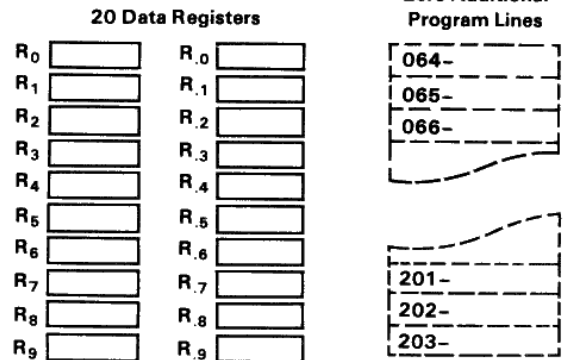 20 Data Registers
R0 R.0
R1 R.1
R2 R.2
R3 R.3
R4 R.4
R5 R.5
R6 R.6
R7 R.7
R8 R.8
R9 R.9
Program Lines
064–
065–
066–
201–
202–
203–